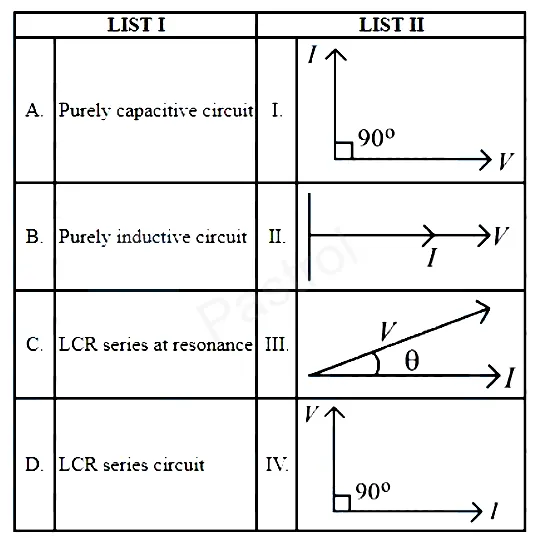 LIST I LIST II
A. Purely capacitive circuit I. I 90° V
B. Purely inductive circuit II. V I
C. LCR series at resonance III. V θ I
D. LCR series circuit IV. V 90° I
Pastrol